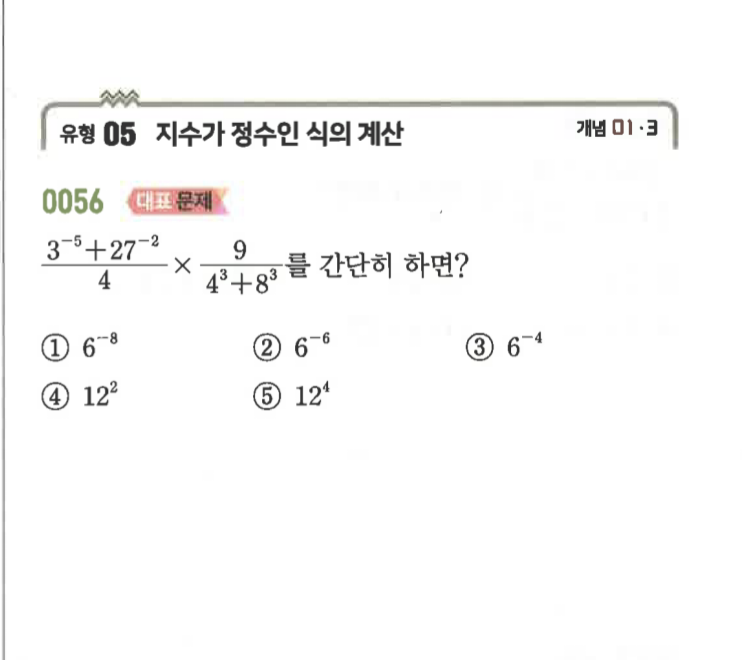 유형 05 지수가 정수인 식의 계산 개념 01·3
0056 대표 문제
\frac{3^{-5}+27^{-2}}{4} × \frac{9}{4^3+8^3} 를 간단히 하면?
① 6^{-8} ② 6^{-6} ③ 6^{-4}
④ 12^2 ⑤ 12^4